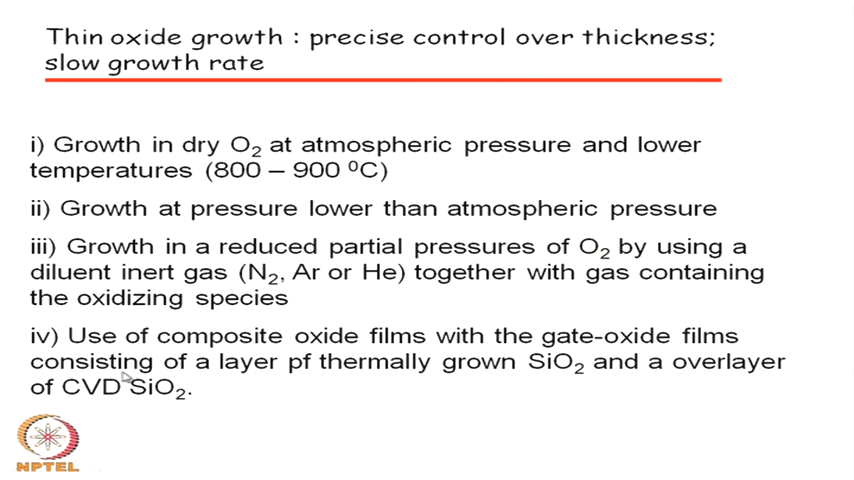 Thin oxide growth : precise control over thickness;
slow growth rate
i) Growth in dry O₂ at atmospheric pressure and lower
temperatures (800 – 900 ⁰C)
ii) Growth at pressure lower than atmospheric pressure
iii) Growth in a reduced partial pressures of O₂ by using a
diluent inert gas (N₂, Ar or He) together with gas containing
the oxidizing species
iv) Use of composite oxide films with the gate-oxide films
consisting of a layer pf thermally grown SiO₂ and a overlayer
of CVD SiO₂.
NPTEL